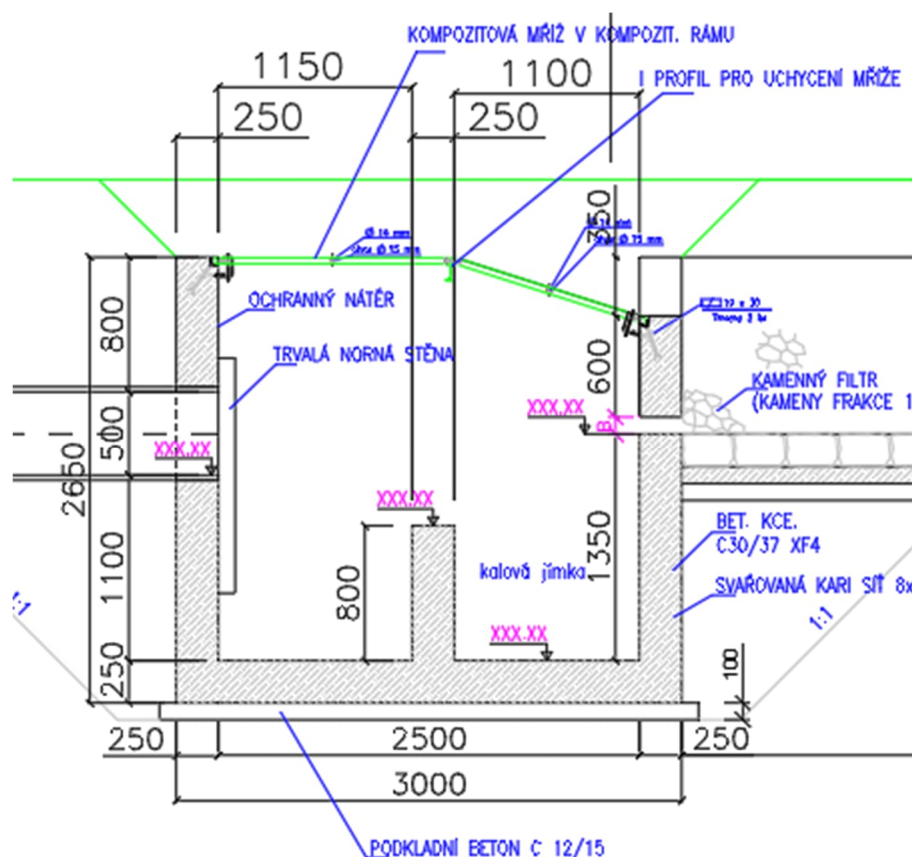 KOMPOZITOVÁ MŘÍŽ V KOMPOZIT. RÁMU
1150
1100
I PROFIL PRO UCHYCENÍ MŘÍŽE
250
250
350
OCHRANNÝ NÁTĚR
800
TRVALÁ NORNÁ STĚNA
600
KAMENNÝ FILTR
(KAMENY FRAKCE 1
XXX.XX
B
500
XXX.XX
2650
XXX.XX
BET. KCE.
C30/37 XF4
1350
1100
800
kalová jímka
SVAŘOVANÁ KARI SÍŤ 8x
1:1
1:1
XXX.XX
250
100
250
2500
250
3000
PODKLADNÍ BETON C 12/15